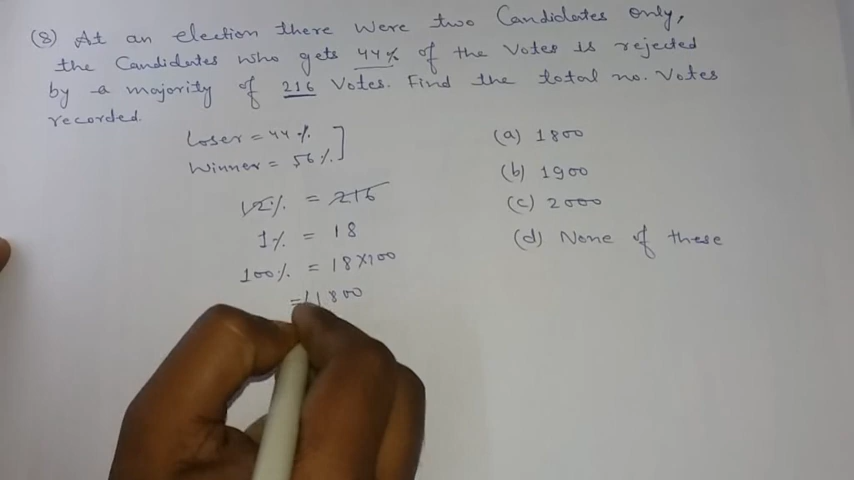 (8) At an election there were two Candidates only,
the Candidates who gets 44% of the Votes is rejected
by a majority of 216 Votes. Find the total no. Votes
recorded.
Loser = 44%
Winner = 56%
12% = 216
1% = 18
100% = 18×100
= 1800
(a) 1800
(b) 1900
(c) 2000
(d) None of these